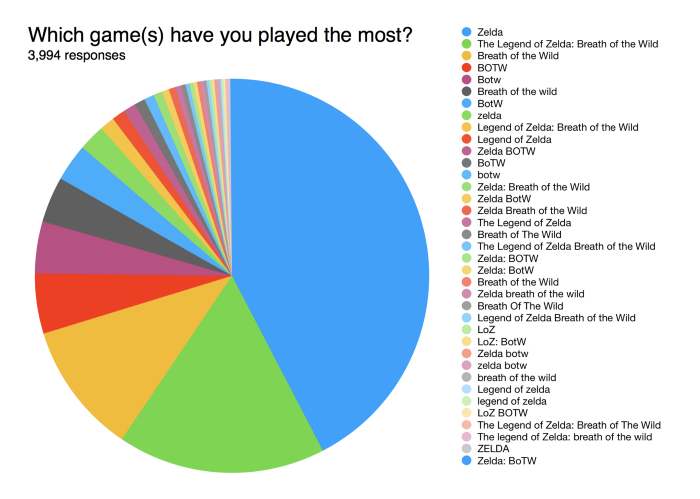 Which game(s) have you played the most?
3,994 responses
Zelda
The Legend of Zelda: Breath of the Wild
Breath of the Wild
BOTW
Botw
Breath of the wild
BotW
zelda
Legend of Zelda: Breath of the Wild
Legend of Zelda
Zelda BOTW
BoTW
botw
Zelda: Breath of the Wild
Zelda BotW
Zelda Breath of the Wild
The Legend of Zelda
Breath of The Wild
The Legend of Zelda Breath of the Wild
Zelda: BOTW
Zelda: BotW
Breath of the Wild
Zelda breath of the wild
Breath Of The Wild
Legend of Zelda Breath of the Wild
LoZ
LoZ: BotW
Zelda botw
zelda botw
breath of the wild
Legend of zelda
legend of zelda
LoZ BOTW
The Legend of Zelda: Breath of The Wild
The legend of Zelda: breath of the wild
ZELDA
Zelda: BoTW